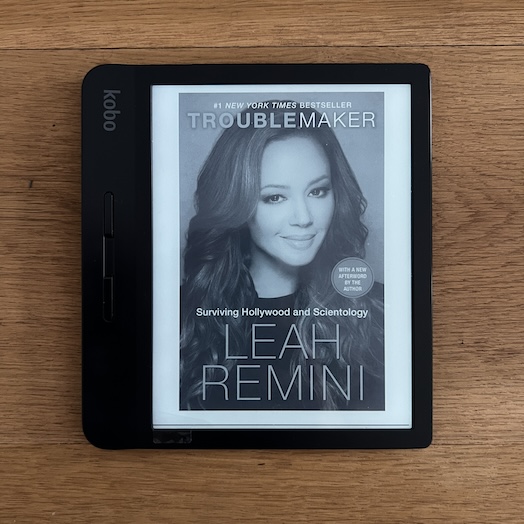 kobo
#1 NEW YORK TIMES BESTSELLER
TROUBLEMAKER
WITH A NEW
AFTERWORD
BY THE
AUTHOR
Surviving Hollywood and Scientology
LEAH
REMINI